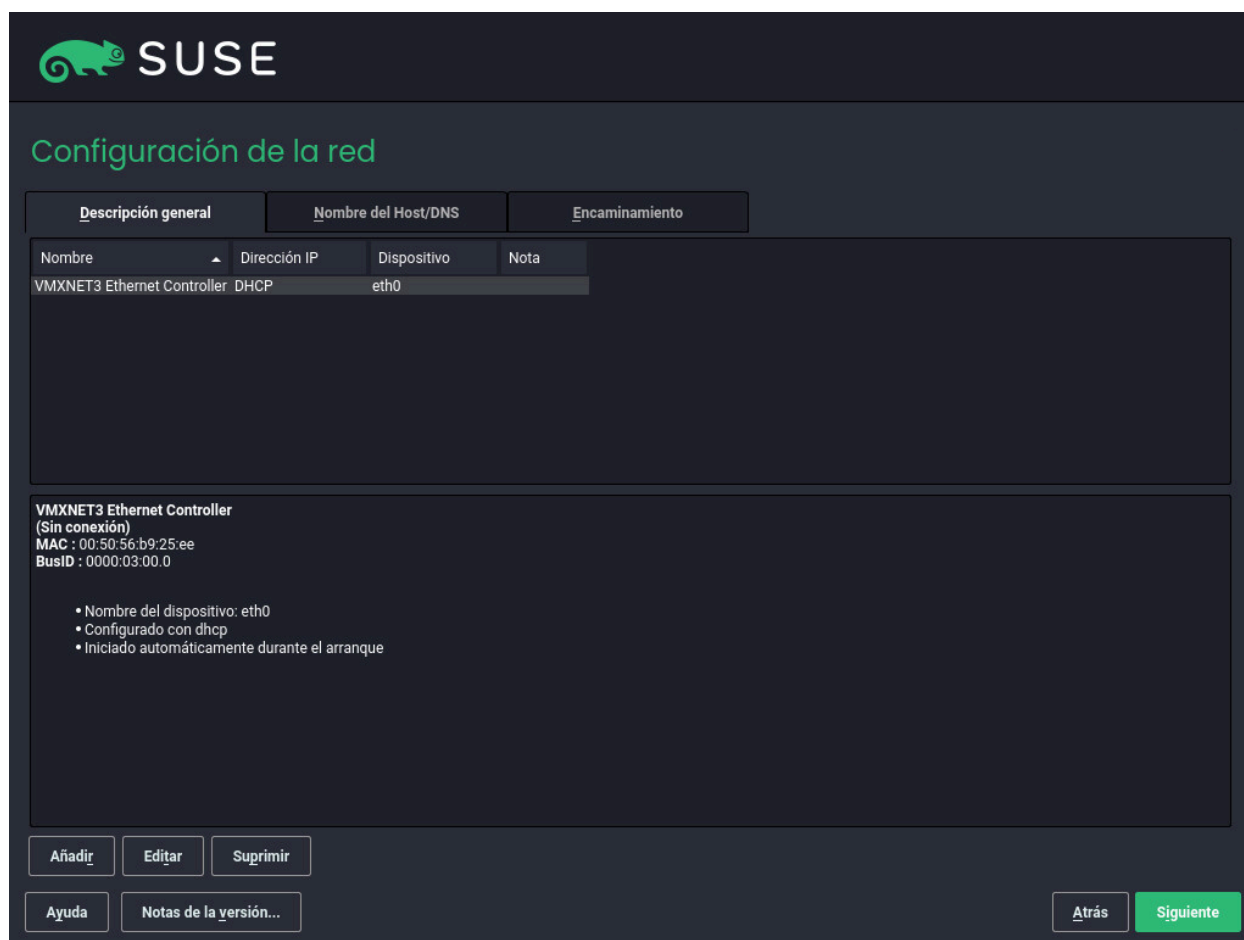 SUSE
Configuración de la red
Descripción general Nombre del Host/DNS Encaminamiento
Nombre Dirección IP Dispositivo Nota
VMXNET3 Ethernet Controller DHCP eth0
VMXNET3 Ethernet Controller
(Sin conexión)
MAC : 00:50:56:b9:25:ee
BusID : 0000:03:00.0
• Nombre del dispositivo: eth0
• Configurado con dhcp
• Iniciado automáticamente durante el arranque
Añadir Editar Suprimir
Ayuda Notas de la versión... Atrás Siguiente